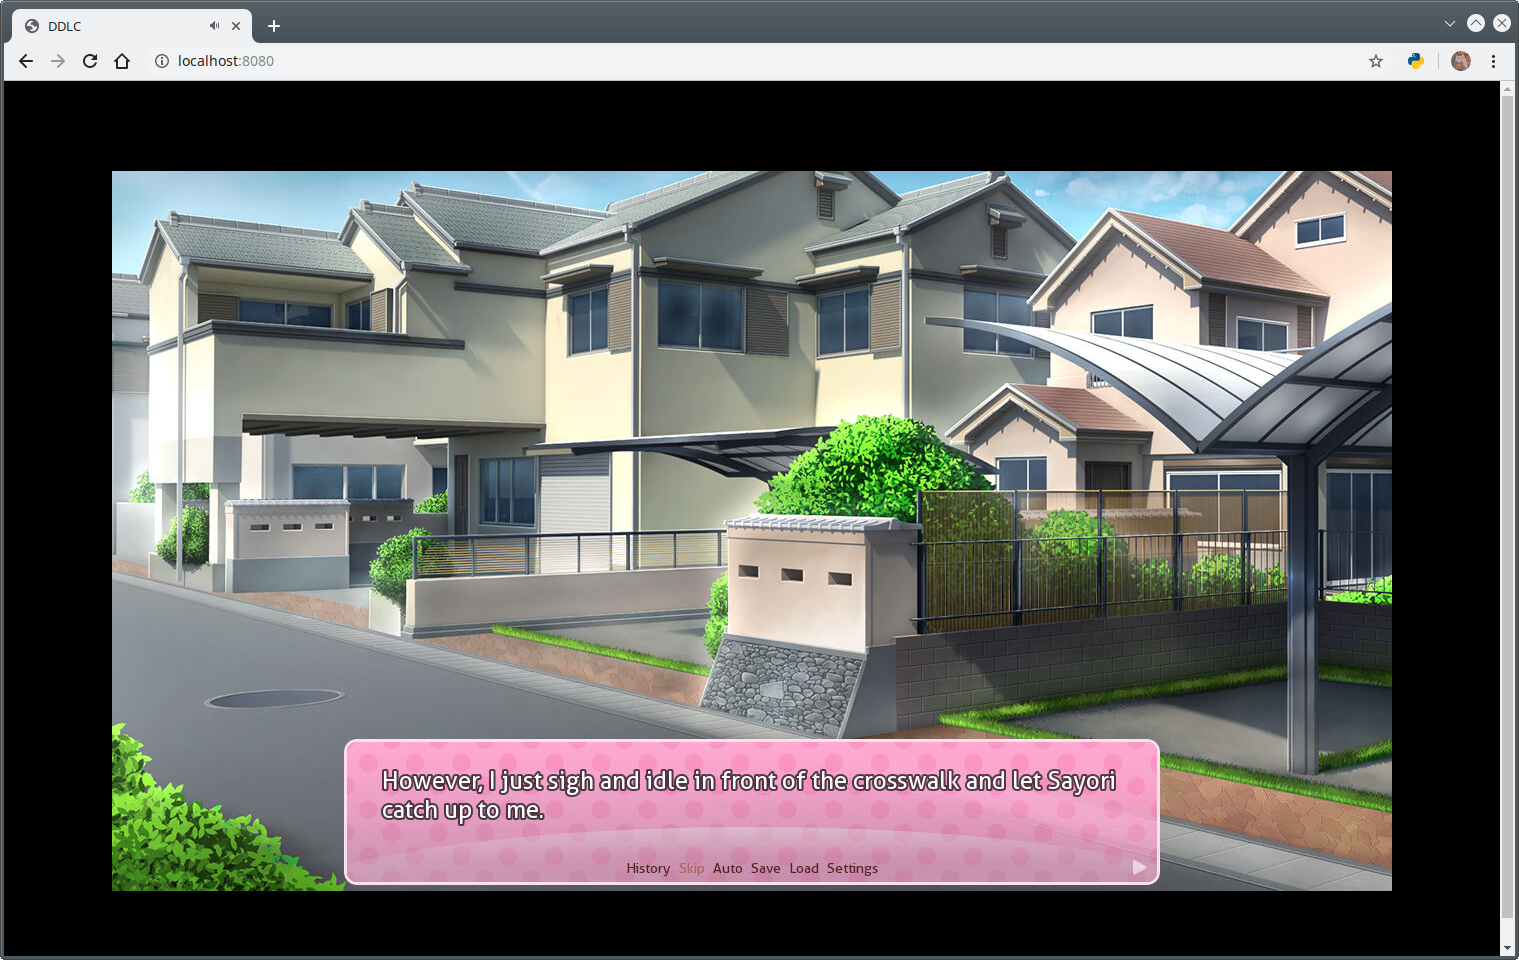 DDLC
localhost:8080
However, I just sigh and idle in front of the crosswalk and let Sayori
catch up to me.
History Skip Auto Save Load Settings